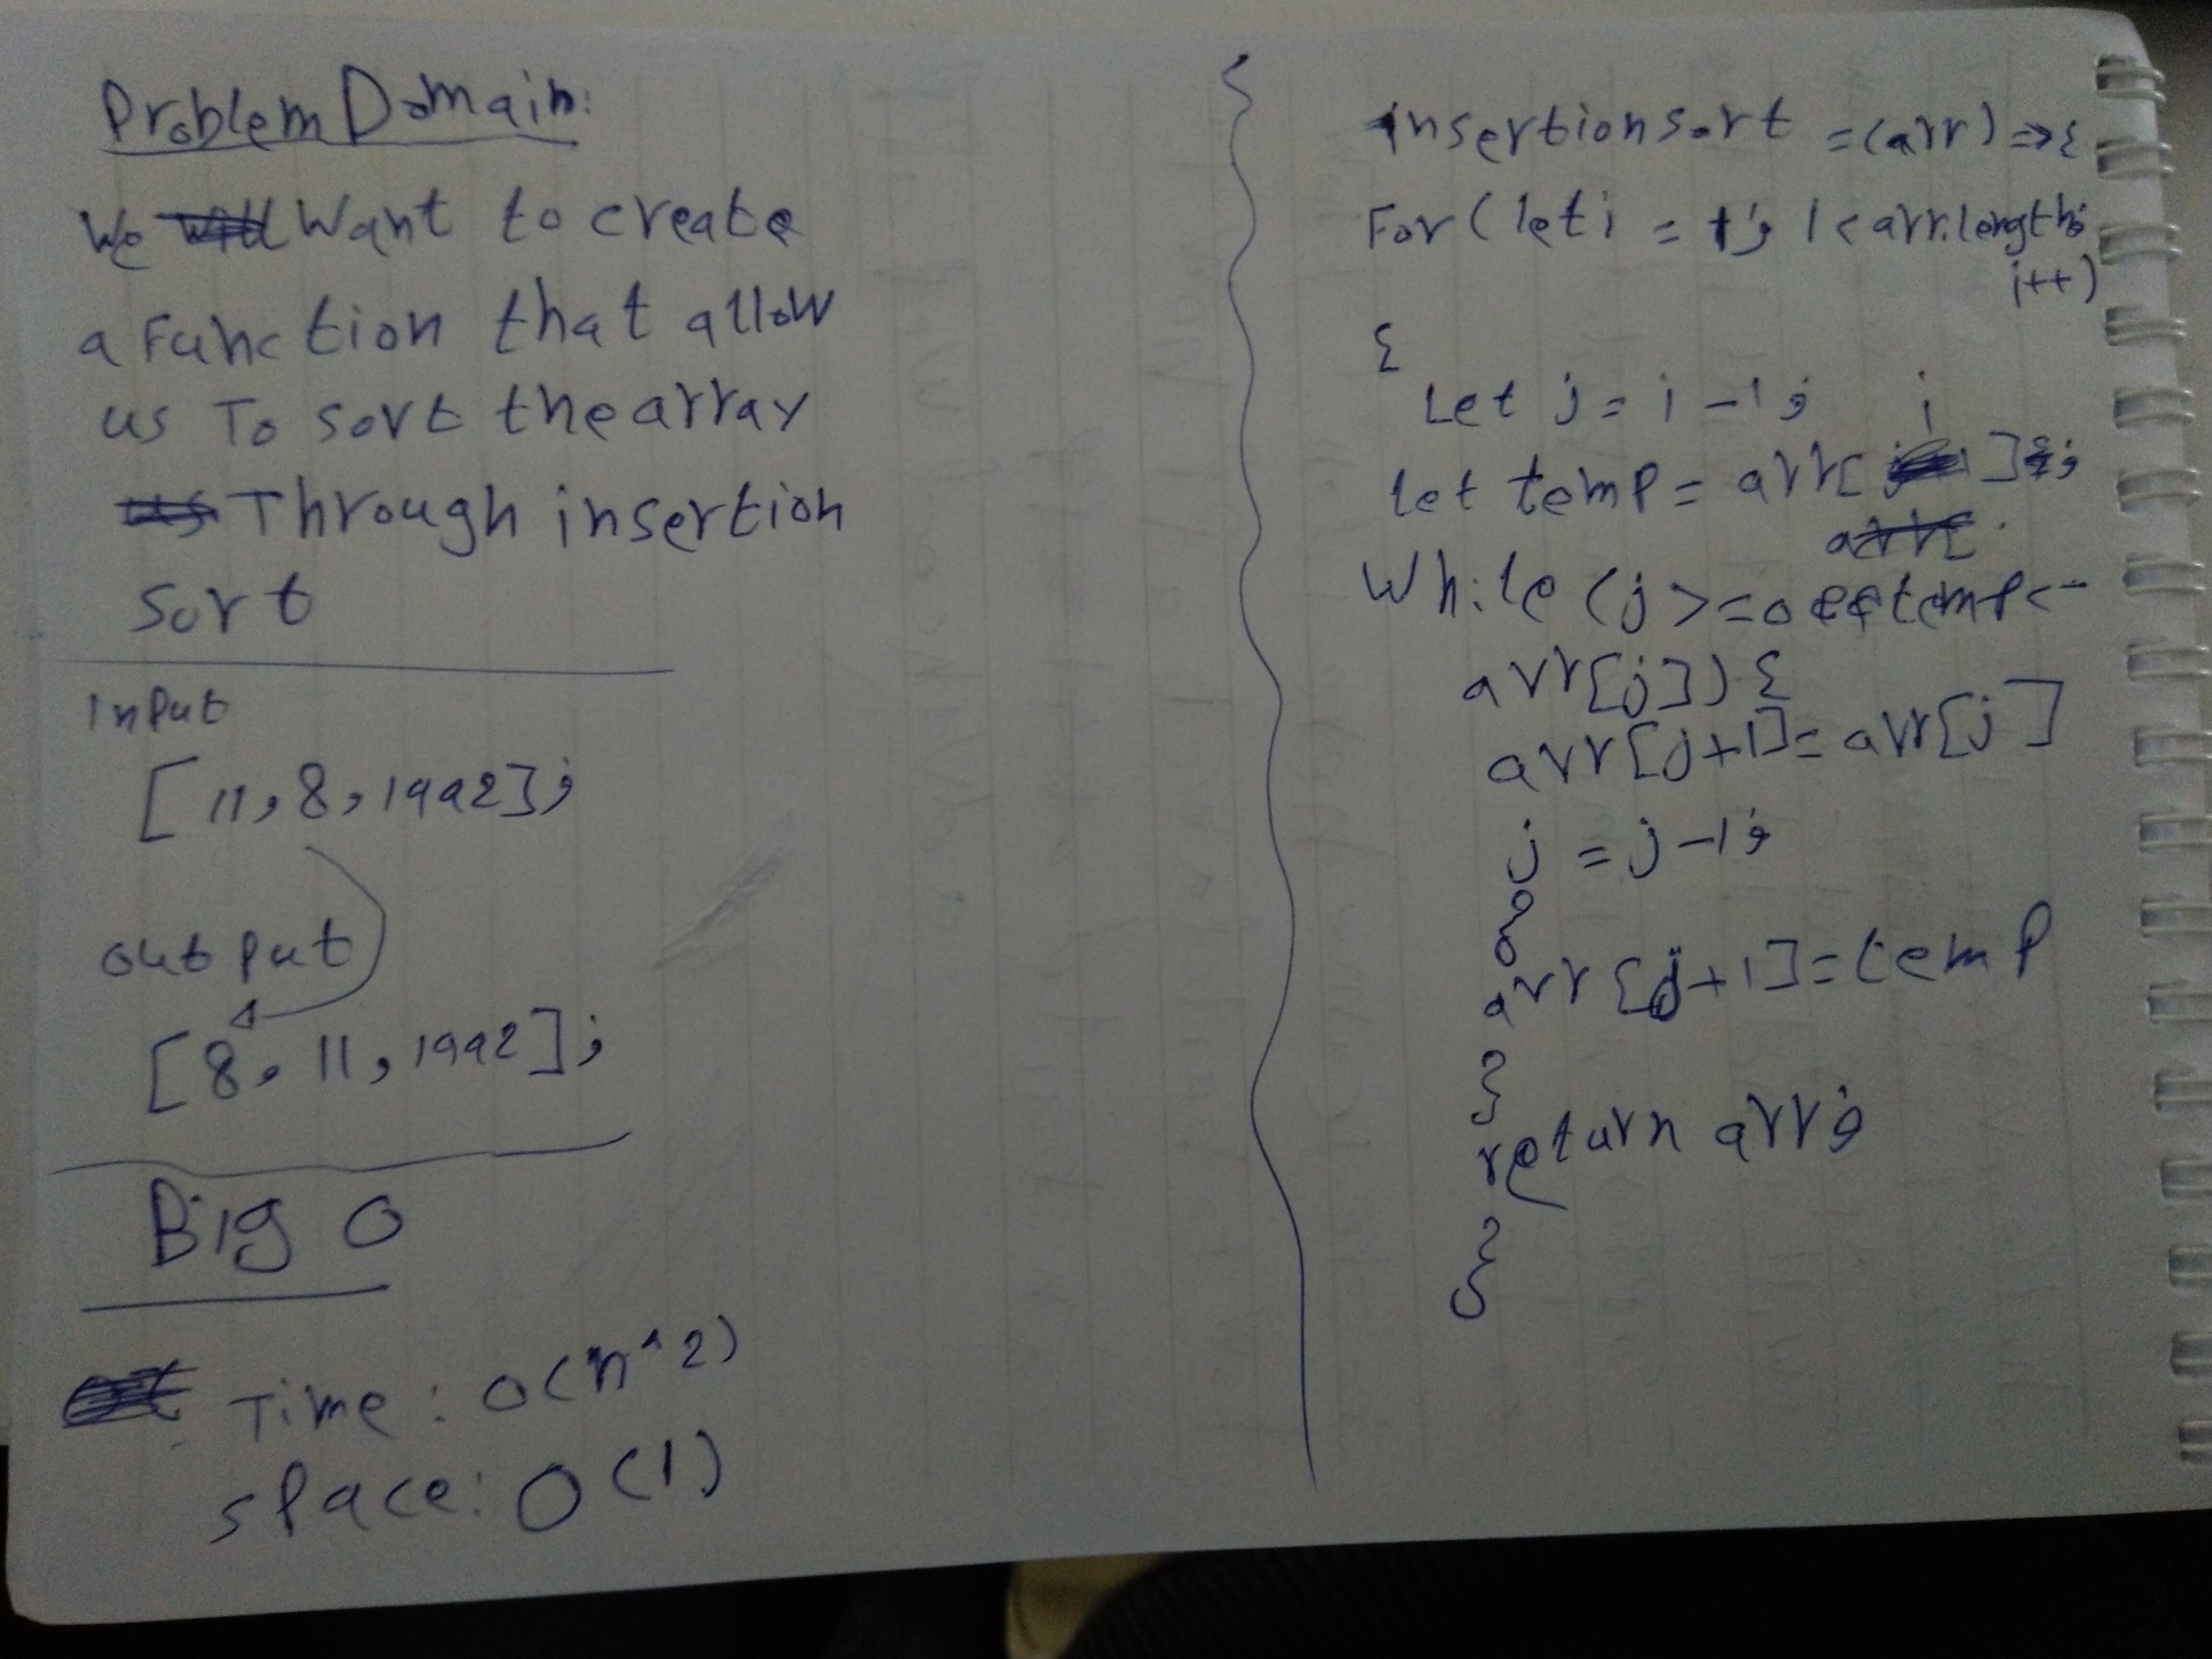 Problem Domain:
We want to create
a Function that allow
us To sort the array
Through insertion
Sort
Input
[11,8,1992];
output
[8,11,1992];
Big O
Time: O(n^2)
space: O(1)
insertionsort =(arr)=>{
For(let i = 1; i<arr.length;
i++)
{
Let j = i -1;
let temp = arr[i];
while(j >=0 && temp<=
arr[j]){
arr[j+1]= arr[j]
j = j -1;
}
arr[j+1]=temp
}
return arr;
}